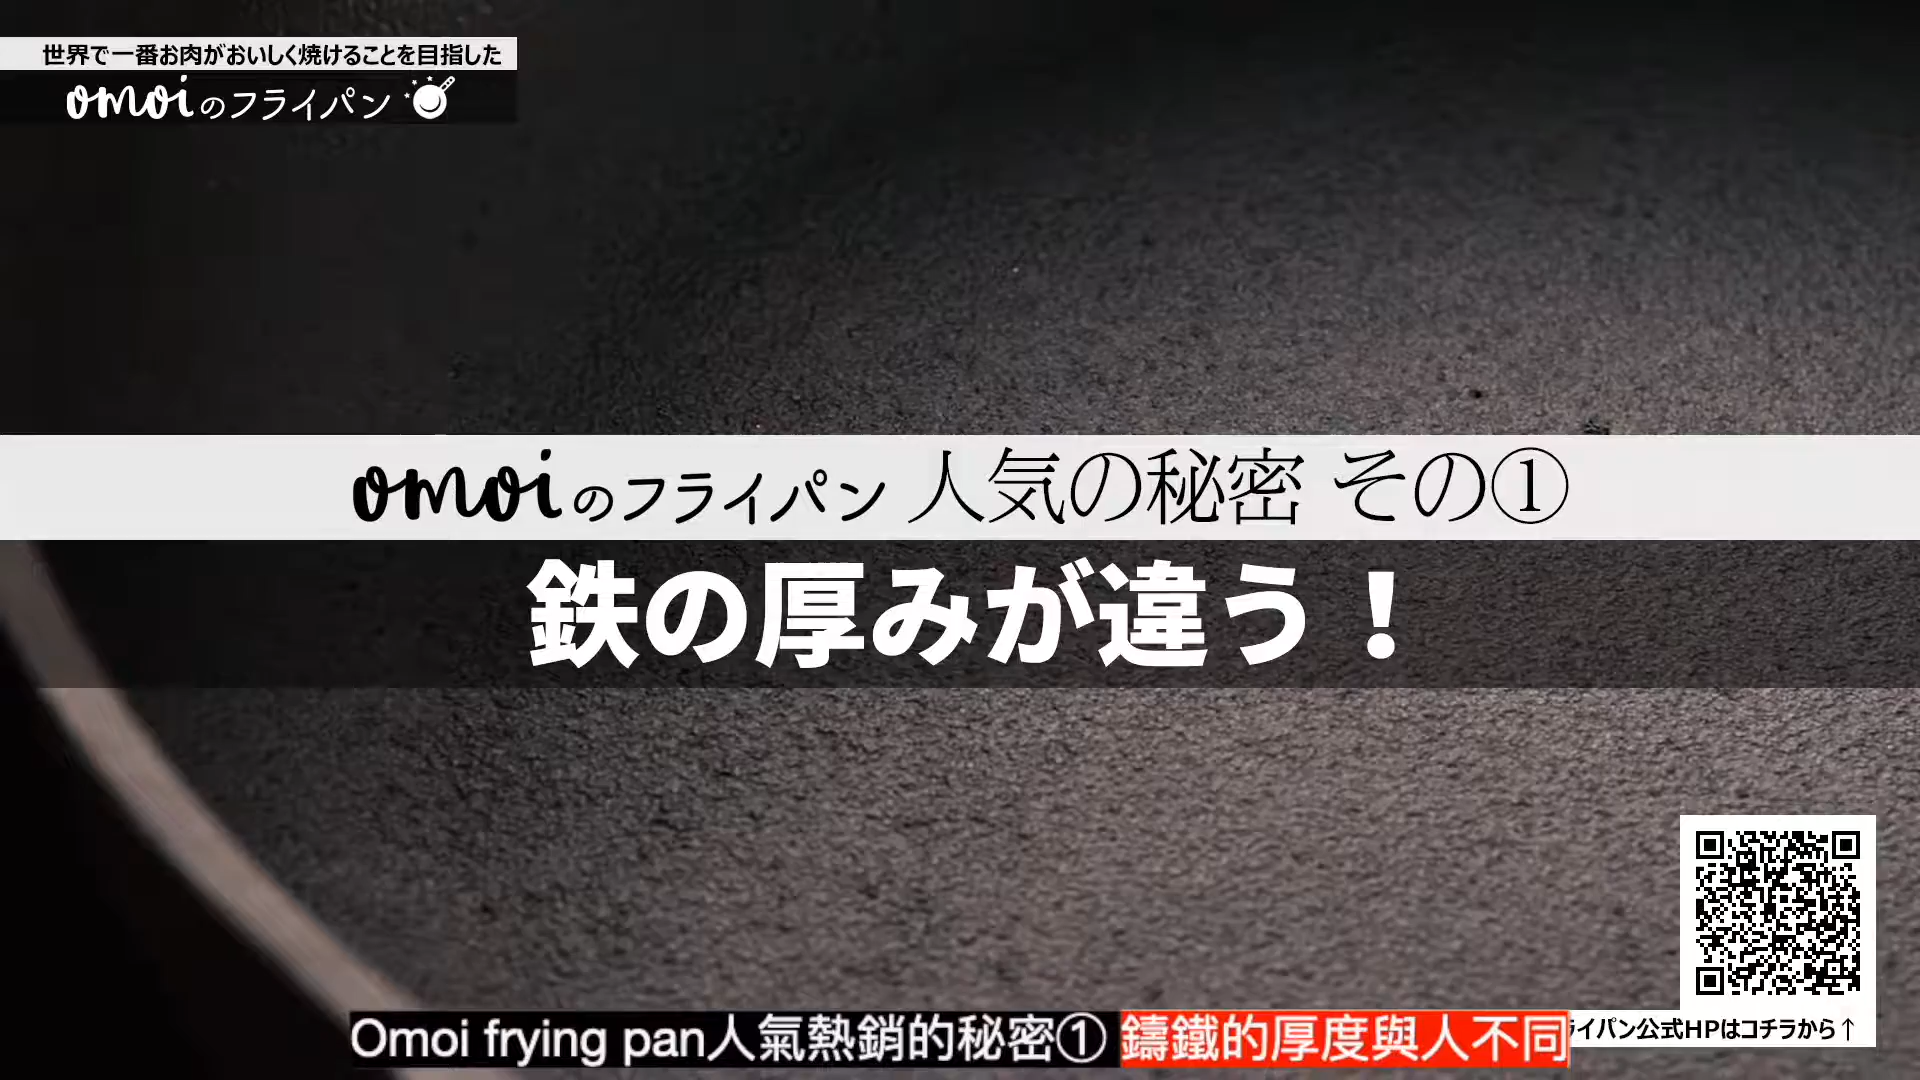 世界で一番お肉がおいしく焼けることを目指した
omoiのフライパン
omoiのフライパン 人気の秘密 その①
鉄の厚みが違う！
ライパン公式HPはコチラから↑
Omoi frying pan人氣熱銷的秘密① 鑄鐵的厚度與人不同